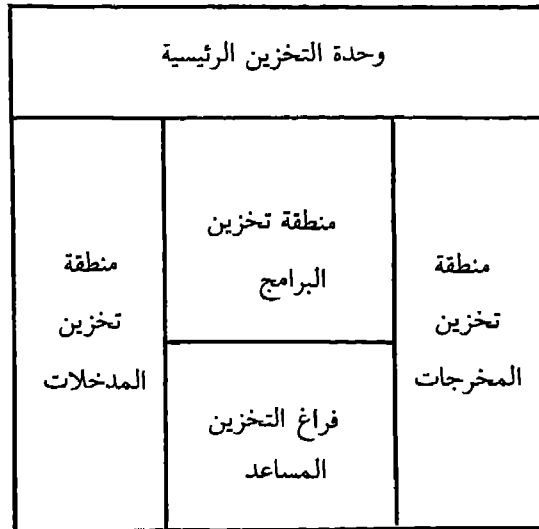 وحدة التخزين الرئيسية
منطقة
تخزين
المخرجات
منطقة تخزين
البرامج
فراغ التخزين
المساعد
منطقة
تخزين
المدخلات